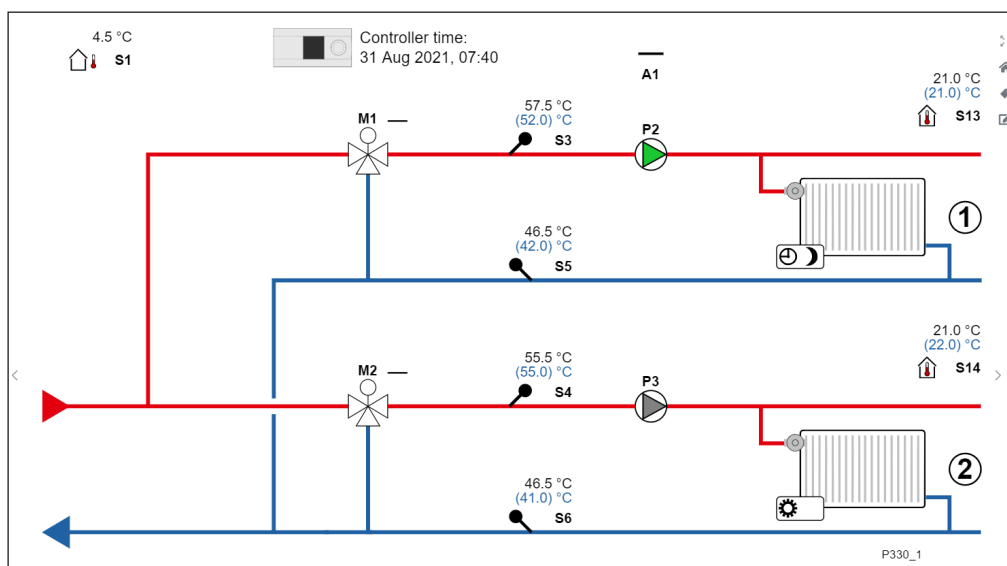 4.5 °C
S1
Controller time:
31 Aug 2021, 07:40
A1
21.0 °C
(21.0) °C
S13
M1
57.5 °C
(52.0) °C
S3
P2
1
46.5 °C
(42.0) °C
S5
21.0 °C
(22.0) °C
S14
M2
55.5 °C
(55.0) °C
S4
P3
2
46.5 °C
(41.0) °C
S6
P330_1